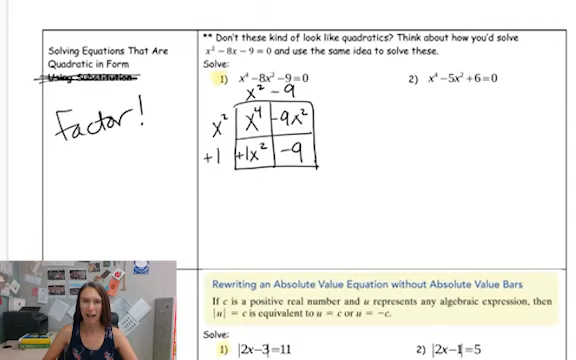 Solving Equations That Are
Quadratic in Form
Using Substitution
Factor!
** Don't these kind of look like quadratics? Think about how you'd solve
x² − 8x − 9 = 0 and use the same idea to solve these.
Solve:
1) x⁴ −8x² −9=0
2) x⁴ −5x² +6=0
x² − 9
x² x⁴ −9x²
+1 +1x² −9
Rewriting an Absolute Value Equation without Absolute Value Bars
If c is a positive real number and u represents any algebraic expression, then
|u| = c is equivalent to u = c or u = −c.
Solve:
1) |2x−3|=11
2) |2x−1|=5